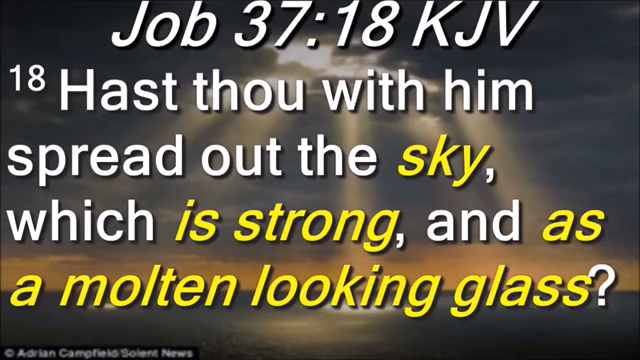 Job 37:18 KJV
18 Hast thou with him
spread out the sky,
which is strong, and as
a molten looking glass?
© Adrian Campfield/Solent News